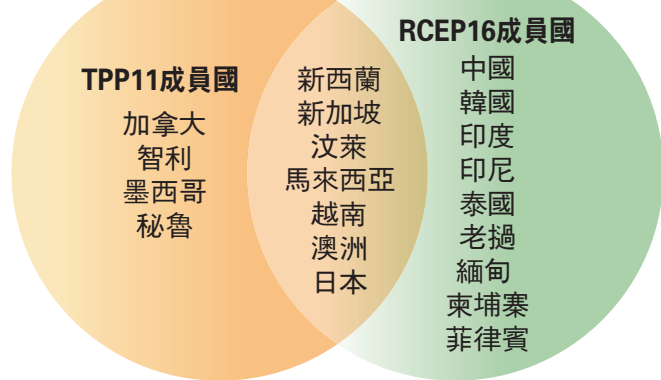 TPP11成員國
加拿大
智利
墨西哥
秘魯
新西蘭
新加坡
汶萊
馬來西亞
越南
澳洲
日本
RCEP16成員國
中國
韓國
印度
印尼
泰國
老撾
緬甸
柬埔寨
菲律賓